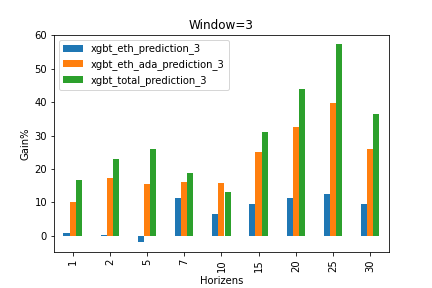 Window=3
xgbt_eth_prediction_3
xgbt_eth_ada_prediction_3
xgbt_total_prediction_3
Gain%
60
50
40
30
20
10
0
1
2
5
7
10
15
20
25
30
Horizens